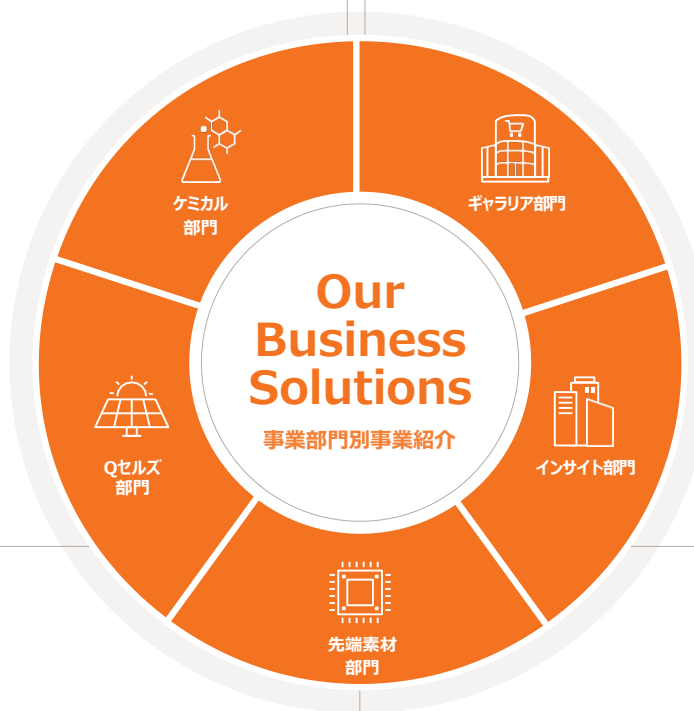 Our
Business
Solutions
事業部門別事業紹介
ケミカル
部門
ギャラリア部門
Qセルズ
部門
インサイト部門
先端素材
部門